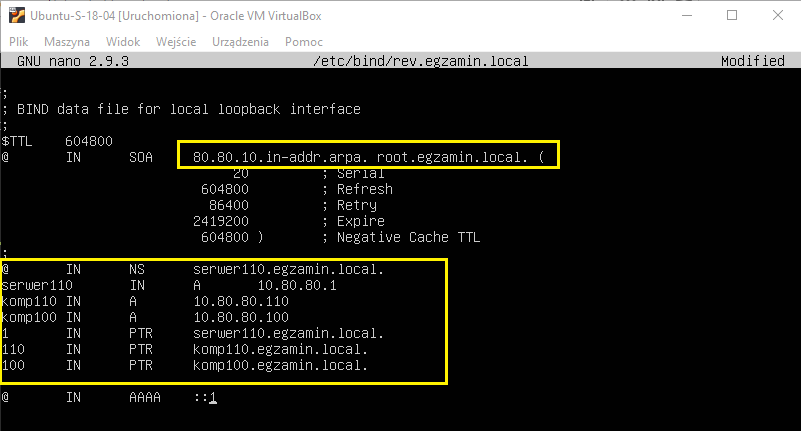 Ubuntu-S-18-04 [Uruchomiona] - Oracle VM VirtualBox
Plik Maszyna Widok Wejście Urządzenia Pomoc
GNU nano 2.9.3 /etc/bind/rev.egzamin.local Modified
;
; BIND data file for local loopback interface
;
$TTL 604800
@ IN SOA 80.80.10.in-addr.arpa. root.egzamin.local. (
20 ; Serial
604800 ; Refresh
86400 ; Retry
2419200 ; Expire
604800 ) ; Negative Cache TTL
;
@ IN NS serwer110.egzamin.local.
serwer110 IN A 10.80.80.1
komp110 IN A 10.80.80.110
komp100 IN A 10.80.80.100
1 IN PTR serwer110.egzamin.local.
110 IN PTR komp110.egzamin.local.
100 IN PTR komp100.egzamin.local.
@ IN AAAA ::1